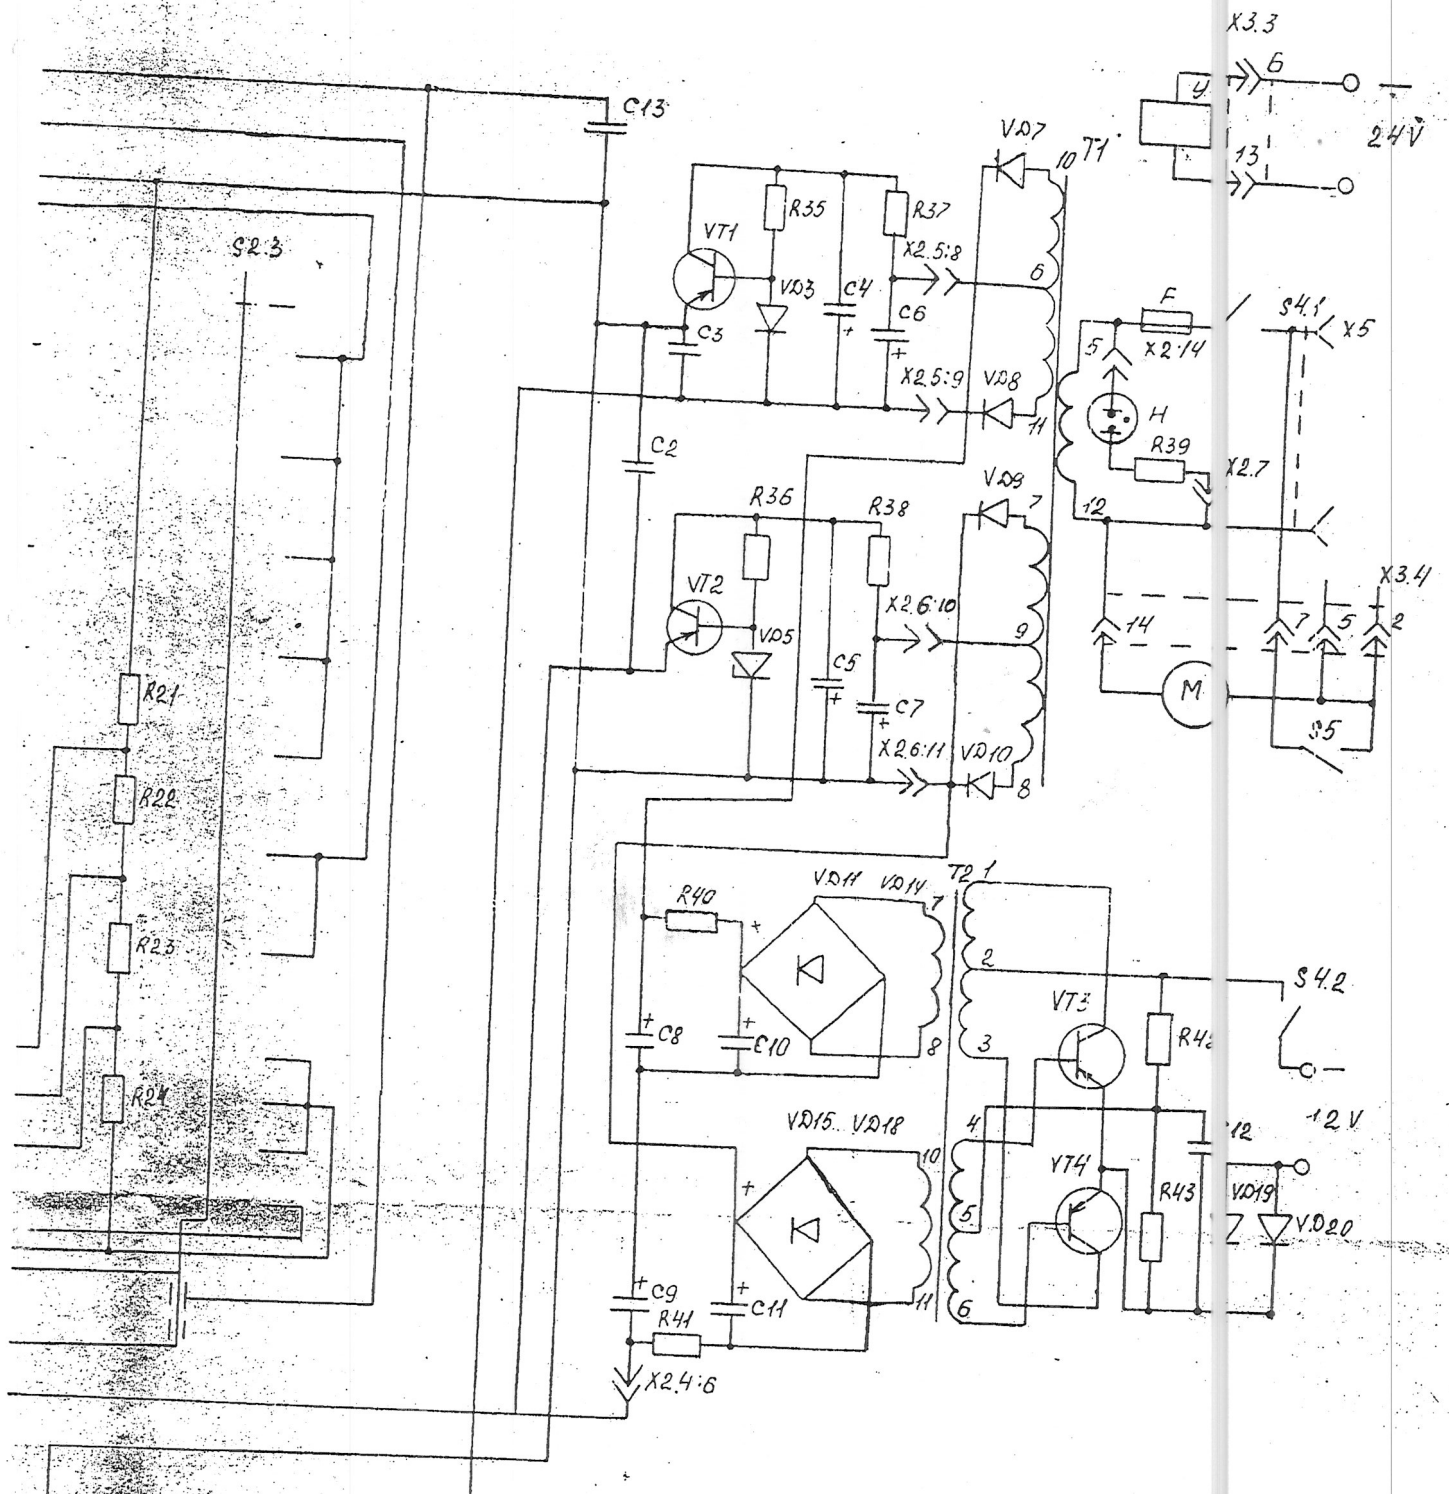 X3.3
6
C13
У
—
24V
VD7
10 T1
13
R35
R37
VT1
X2.5:8
S2.3
6
VD3
C4
F
S4.1
X5
C6
C3
+
5
X2.14
+
X2.5:9
VD8
H
11
C2
R39
X2.7
VD9
7
R36
R38
12
VT2
X3.4
X2.6:10
9
14
7
5
2
VD5
C5
R21
+
C7
M
+
S5
X2.6:11
VD10
R22
8
T2
1
VD11 VD14
R40
7
+
R23
2
S4.2
VT3
+
C8
+
C10
8
3
—
R24
VD15.. VD18
4
12V
10
VT4
+
R43
VD19
5
VD20
+
C9
+
C11
11
6
R41
X2.4:6